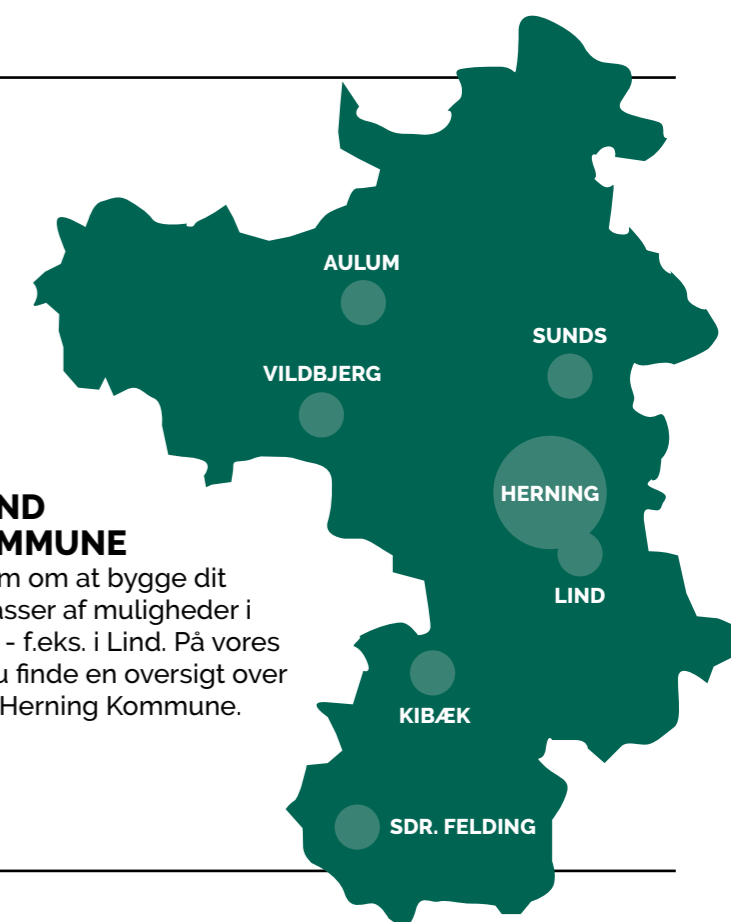 AULUM
SUNDS
VILDBJERG
HERNING
LIND
KIBÆK
SDR. FELDING
ND
MMUNE
m om at bygge dit
asser af muligheder i
- f.eks. i Lind. På vores
u finde en oversigt over
Herning Kommune.